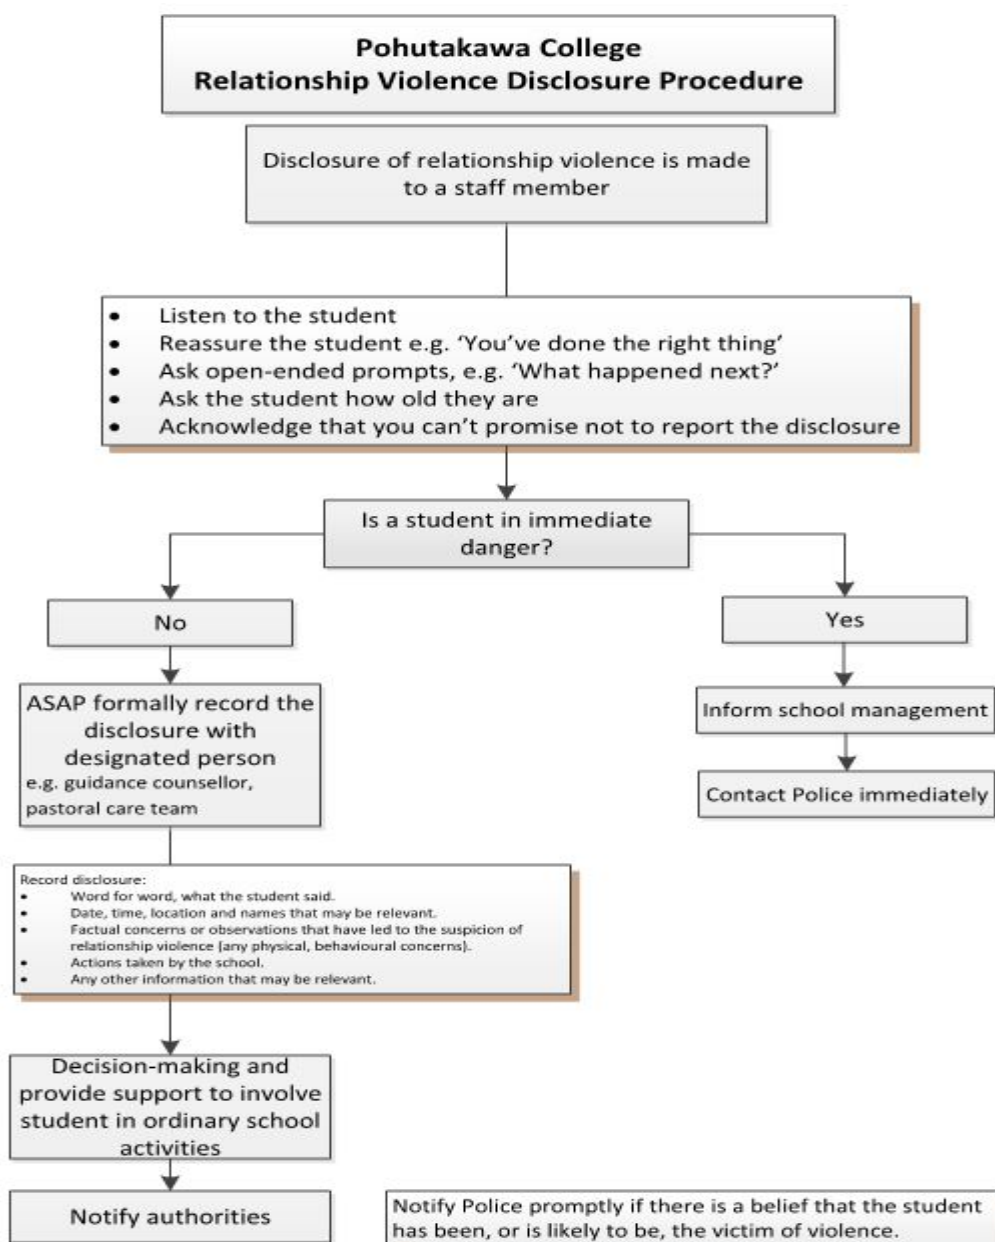 Pohutakawa College
Relationship Violence Disclosure Procedure
Disclosure of relationship violence is made
to a staff member
• Listen to the student
• Reassure the student e.g. ‘You’ve done the right thing’
• Ask open-ended prompts, e.g. ‘What happened next?’
• Ask the student how old they are
• Acknowledge that you can’t promise not to report the disclosure
Is a student in immediate
danger?
No
Yes
ASAP formally record the
disclosure with
designated person
e.g. guidance counsellor,
pastoral care team
Inform school management
Contact Police immediately
Record disclosure:
• Word for word, what the student said.
• Date, time, location and names that may be relevant.
• Factual concerns or observations that have led to the suspicion of
relationship violence (any physical, behavioural concerns).
• Actions taken by the school.
• Any other information that may be relevant.
Decision-making and
provide support to involve
student in ordinary school
activities
Notify authorities
Notify Police promptly if there is a belief that the student
has been, or is likely to be, the victim of violence.